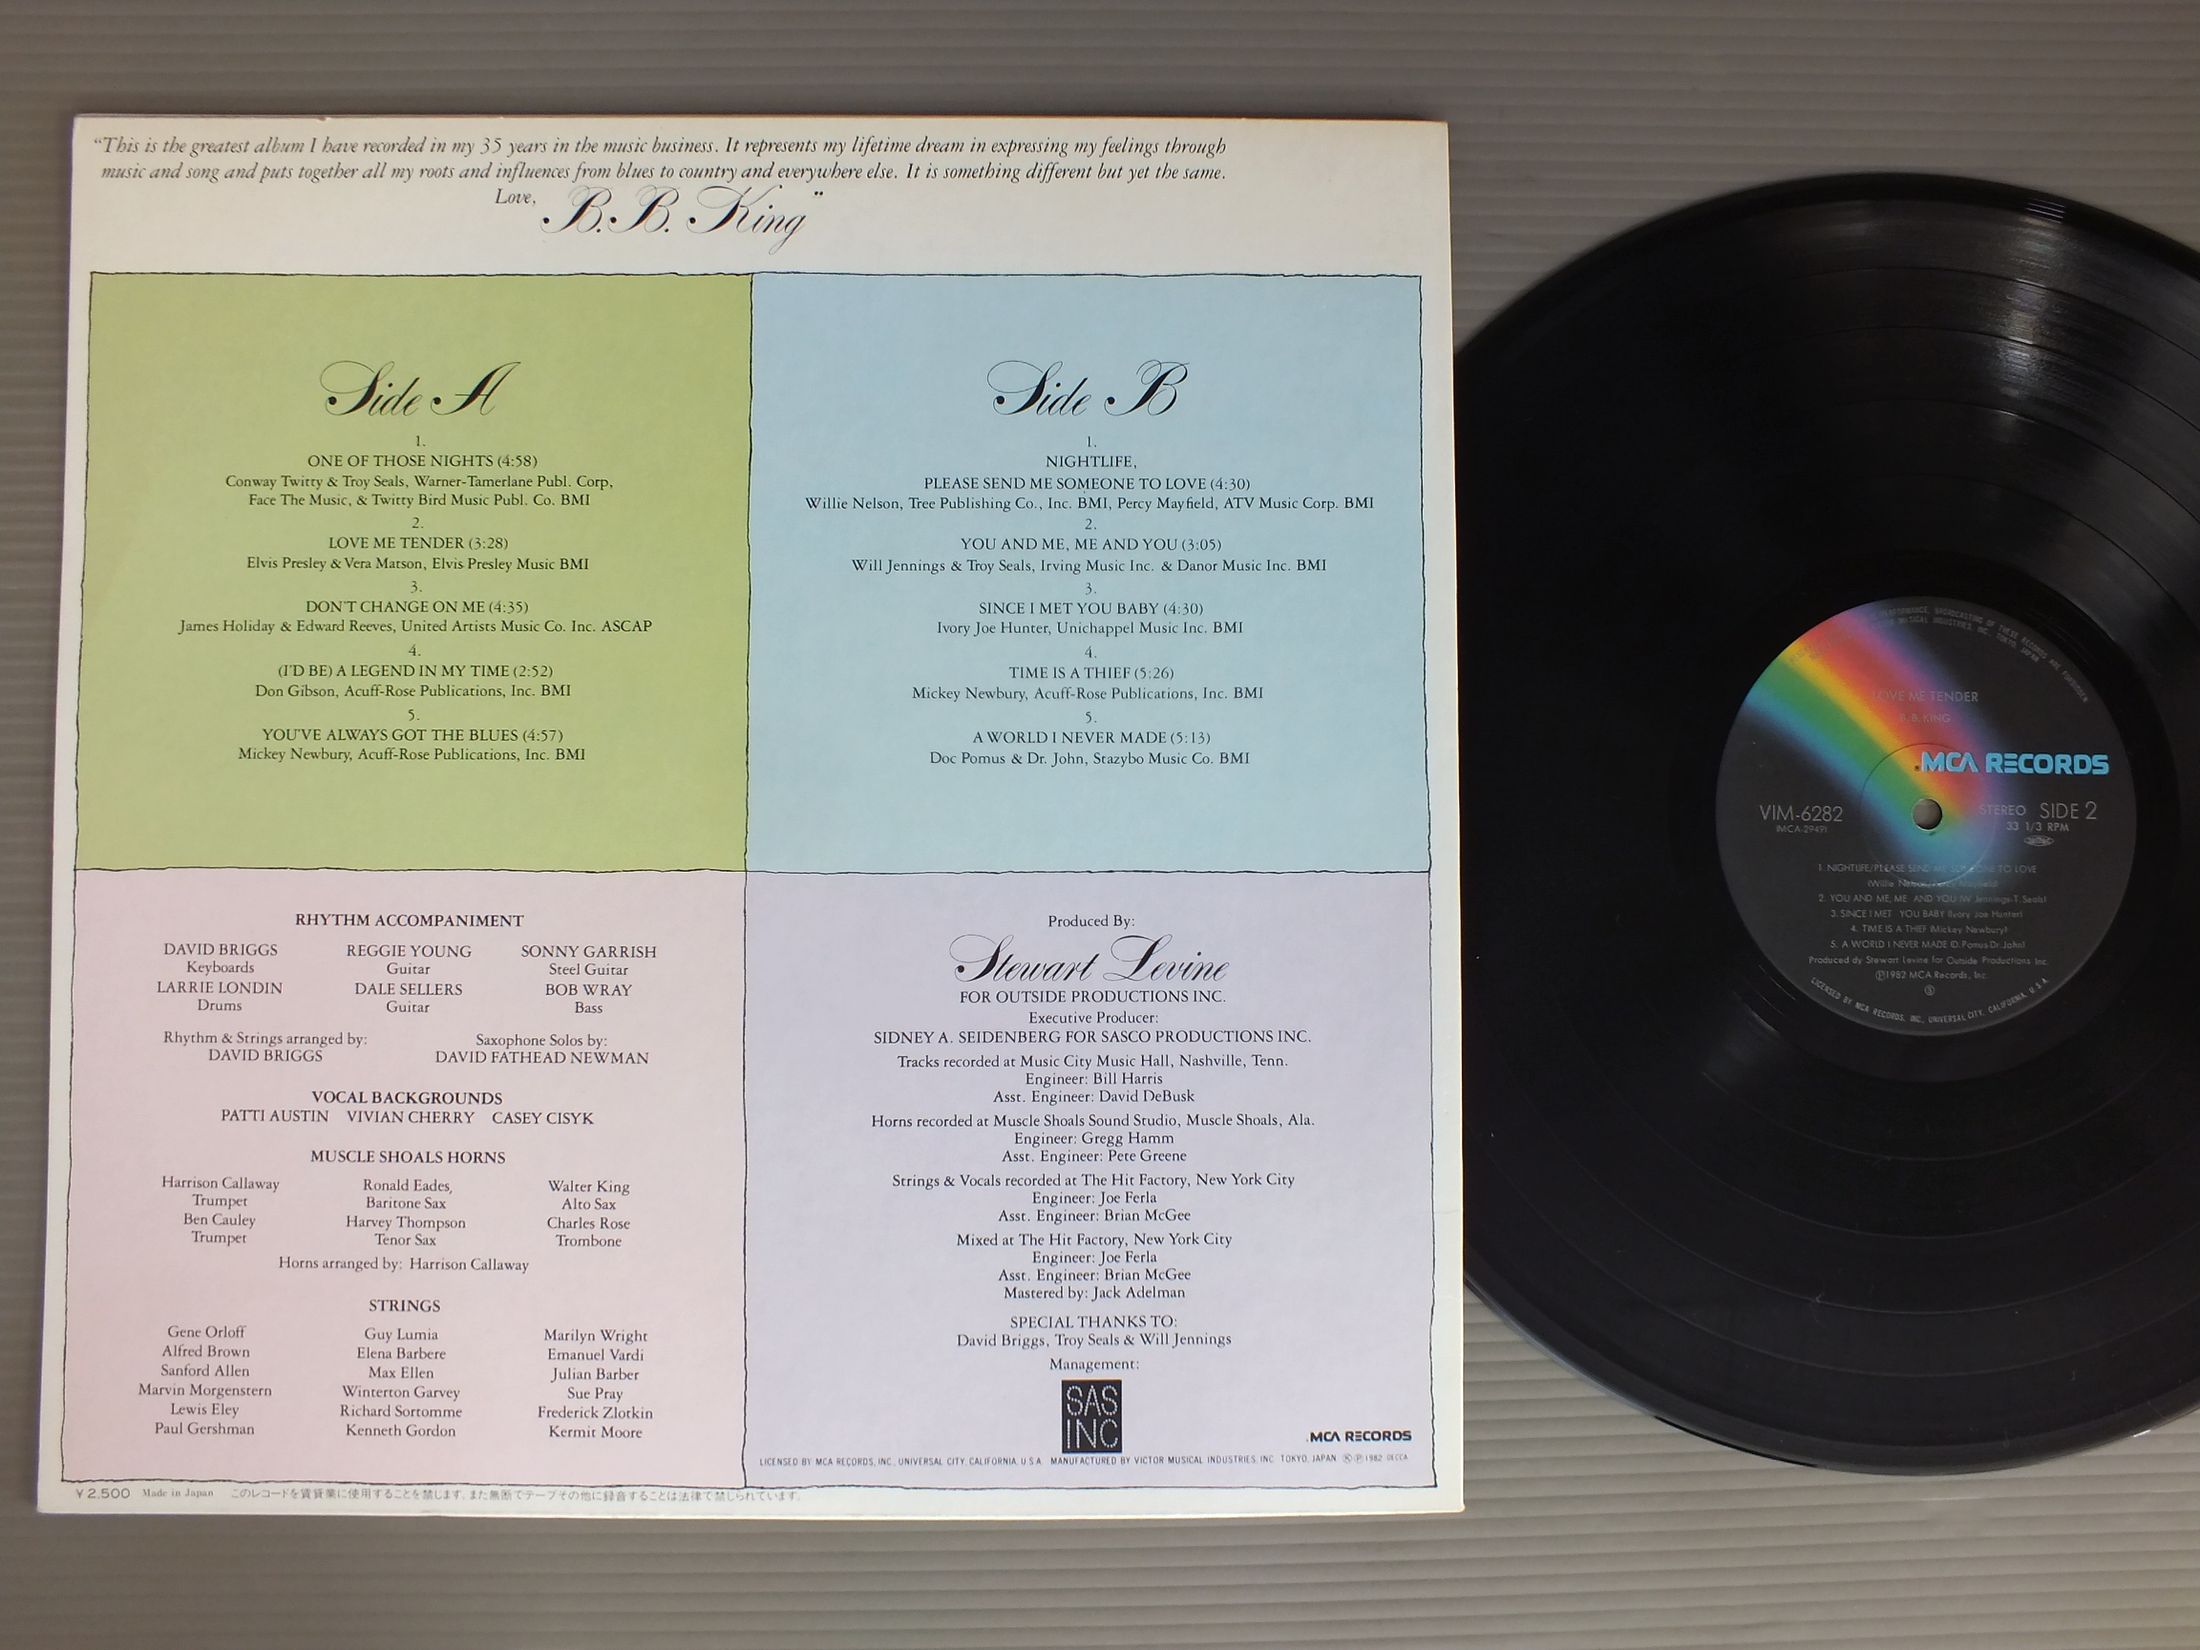 “This is the greatest album I have recorded in my 35 years in the music business. It represents my lifetime dream in expressing my feelings through
music and song and puts together all my roots and influences from blues to country and everywhere else. It is something different but yet the same.
Love, B.B. King”
Side A
1.
ONE OF THOSE NIGHTS (4:58)
Conway Twitty & Troy Seals, Warner-Tamerlane Publ. Corp,
Face The Music, & Twitty Bird Music Publ. Co. BMI
2.
LOVE ME TENDER (3:28)
Elvis Presley & Vera Matson, Elvis Presley Music BMI
3.
DON'T CHANGE ON ME (4:35)
James Holiday & Edward Reeves, United Artists Music Co. Inc. ASCAP
4.
(I'D BE) A LEGEND IN MY TIME (2:52)
Don Gibson, Acuff-Rose Publications, Inc. BMI
5.
YOU'VE ALWAYS GOT THE BLUES (4:57)
Mickey Newbury, Acuff-Rose Publications, Inc. BMI
Side B
1.
NIGHTLIFE,
PLEASE SEND ME SOMEONE TO LOVE (4:30)
Willie Nelson, Tree Publishing Co., Inc. BMI, Percy Mayfield, ATV Music Corp. BMI
2.
YOU AND ME, ME AND YOU (3:05)
Will Jennings & Troy Seals, Irving Music Inc. & Danor Music Inc. BMI
3.
SINCE I MET YOU BABY (4:30)
Ivory Joe Hunter, Unichappel Music Inc. BMI
4.
TIME IS A THIEF (5:26)
Mickey Newbury, Acuff-Rose Publications, Inc. BMI
5.
A WORLD I NEVER MADE (5:13)
Doc Pomus & Dr. John, Stazybo Music Co. BMI
RHYTHM ACCOMPANIMENT
DAVID BRIGGS REGGIE YOUNG SONNY GARRISH
Keyboards Guitar Steel Guitar
LARRIE LONDIN DALE SELLERS BOB WRAY
Drums Guitar Bass
Rhythm & Strings arranged by: Saxophone Solos by:
DAVID BRIGGS DAVID FATHEAD NEWMAN
VOCAL BACKGROUNDS
PATTI AUSTIN VIVIAN CHERRY CASEY CISYK
MUSCLE SHOALS HORNS
Harrison Callaway Ronald Eades, Walter King
Trumpet Baritone Sax Alto Sax
Ben Cauley Harvey Thompson Charles Rose
Trumpet Tenor Sax Trombone
Horns arranged by: Harrison Callaway
STRINGS
Gene Orloff Guy Lumia Marilyn Wright
Alfred Brown Elena Barbere Emanuel Vardi
Sanford Allen Max Ellen Julian Barber
Marvin Morgenstern Winterton Garvey Sue Pray
Lewis Eley Richard Sortomme Frederick Zlotkin
Paul Gershman Kenneth Gordon Kermit Moore
Produced By:
Stewart Levine
FOR OUTSIDE PRODUCTIONS INC.
Executive Producer:
SIDNEY A. SEIDENBERG FOR SASCO PRODUCTIONS INC.
Tracks recorded at Music City Music Hall, Nashville, Tenn.
Engineer: Bill Harris
Asst. Engineer: David DeBusk
Horns recorded at Muscle Shoals Sound Studio, Muscle Shoals, Ala.
Engineer: Gregg Hamm
Asst. Engineer: Pete Greene
Strings & Vocals recorded at The Hit Factory, New York City
Engineer: Joe Ferla
Asst. Engineer: Brian McGee
Mixed at The Hit Factory, New York City
Engineer: Joe Ferla
Asst. Engineer: Brian McGee
Mastered by: Jack Adelman
SPECIAL THANKS TO:
David Briggs, Troy Seals & Will Jennings
Management:
SAS
INC
MCA RECORDS
LICENSED BY MCA RECORDS, INC., UNIVERSAL CITY, CALIFORNIA, U.S.A. MANUFACTURED BY VICTOR MUSICAL INDUSTRIES, INC. TOKYO, JAPAN Ⓚ Ⓟ 1982 DECCA
¥2,500 Made in Japan このレコードを賃貸業に使用することを禁じます。また無断でテープその他に録音することは法律で禁じられています。
LOVE ME TENDER
B. B. KING
MCA RECORDS
VIM-6282 STEREO SIDE 2
(MCA-2949) 33 1/3 RPM
1. NIGHTLIFE/PLEASE SEND ME SOMEONE TO LOVE
(Willie Nelson/Percy Mayfield)
2. YOU AND ME, ME AND YOU (W. Jennings-T. Seals)
3. SINCE I MET YOU BABY (Ivory Joe Hunter)
4. TIME IS A THIEF (Mickey Newbury)
5. A WORLD I NEVER MADE (D. Pomus-Dr. John)
Produced dy Stewart Levine for Outside Productions Inc.
Ⓟ1982 MCA Records, Inc.
LICENSED BY MCA RECORDS, INC., UNIVERSAL CITY, CALIFORNIA, U.S.A.